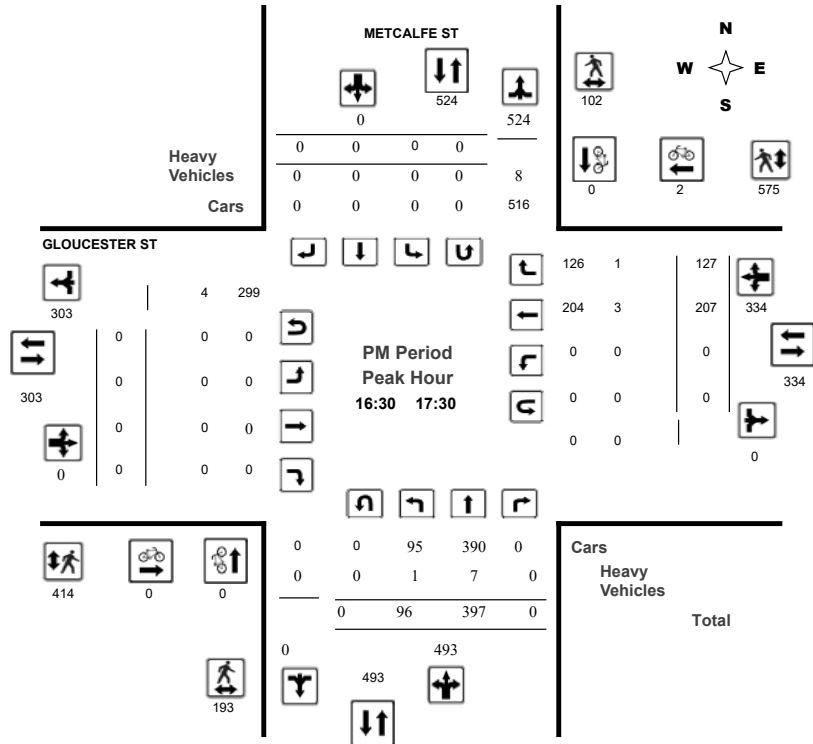 N
METCALFE ST
W E
524 102
S
0 524
0 0 0 0
Heavy
Vehicles 0 0 0 0 8
0 2 575
Cars 0 0 0 0 516
GLOUCESTER ST
126 1 127
4 299
303 334
204 3 207
0 0 0
PM Period
0 0 0
Peak Hour
334
303 0 0 0
16:30 17:30
0 0 0
0 0 0
0 0
0
0 0 0 0
0 0 95 390 0 Cars
0 0 1 7 0 Heavy
Vehicles
414 0 0
0 96 397 0 Total
0 493
493
193